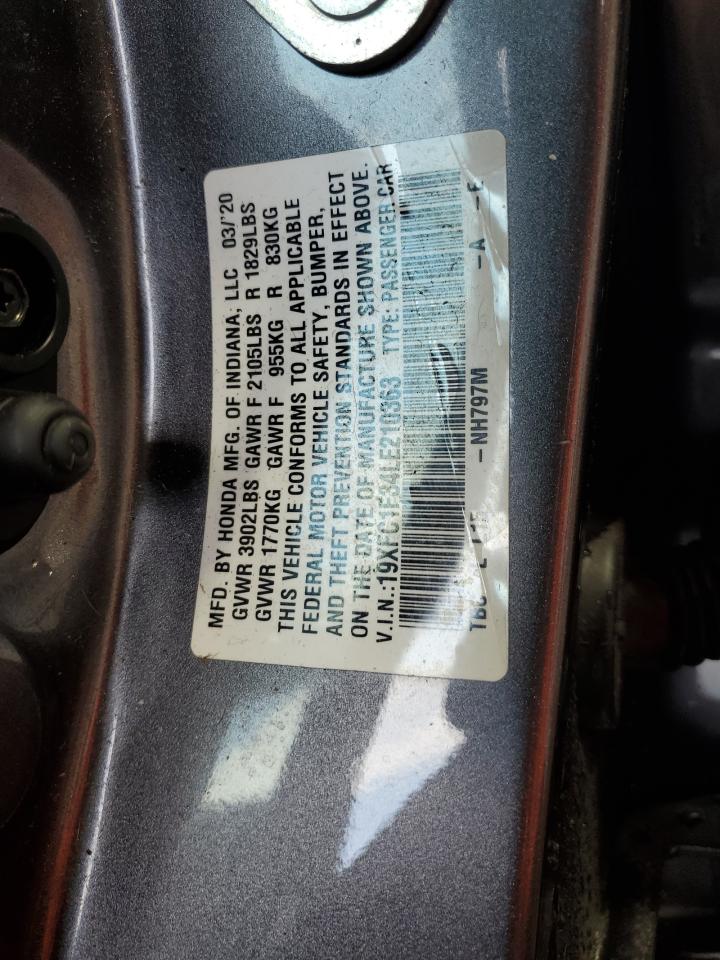 MFD. BY HONDA MFG. OF INDIANA, LLC 03/'20
GVWR 3902LBS GAWR F 2105LBS R 1829LBS
GVWR 1770KG GAWR F 955KG R 830KG
THIS VEHICLE CONFORMS TO ALL APPLICABLE
FEDERAL MOTOR VEHICLE SAFETY, BUMPER,
AND THEFT PREVENTION STANDARDS IN EFFECT
ON THE DATE OF MANUFACTURE SHOWN ABOVE.
V.I.N.:19XFC1F34LE210363 TYPE: PASSENGER CAR
-NH797M -A -E